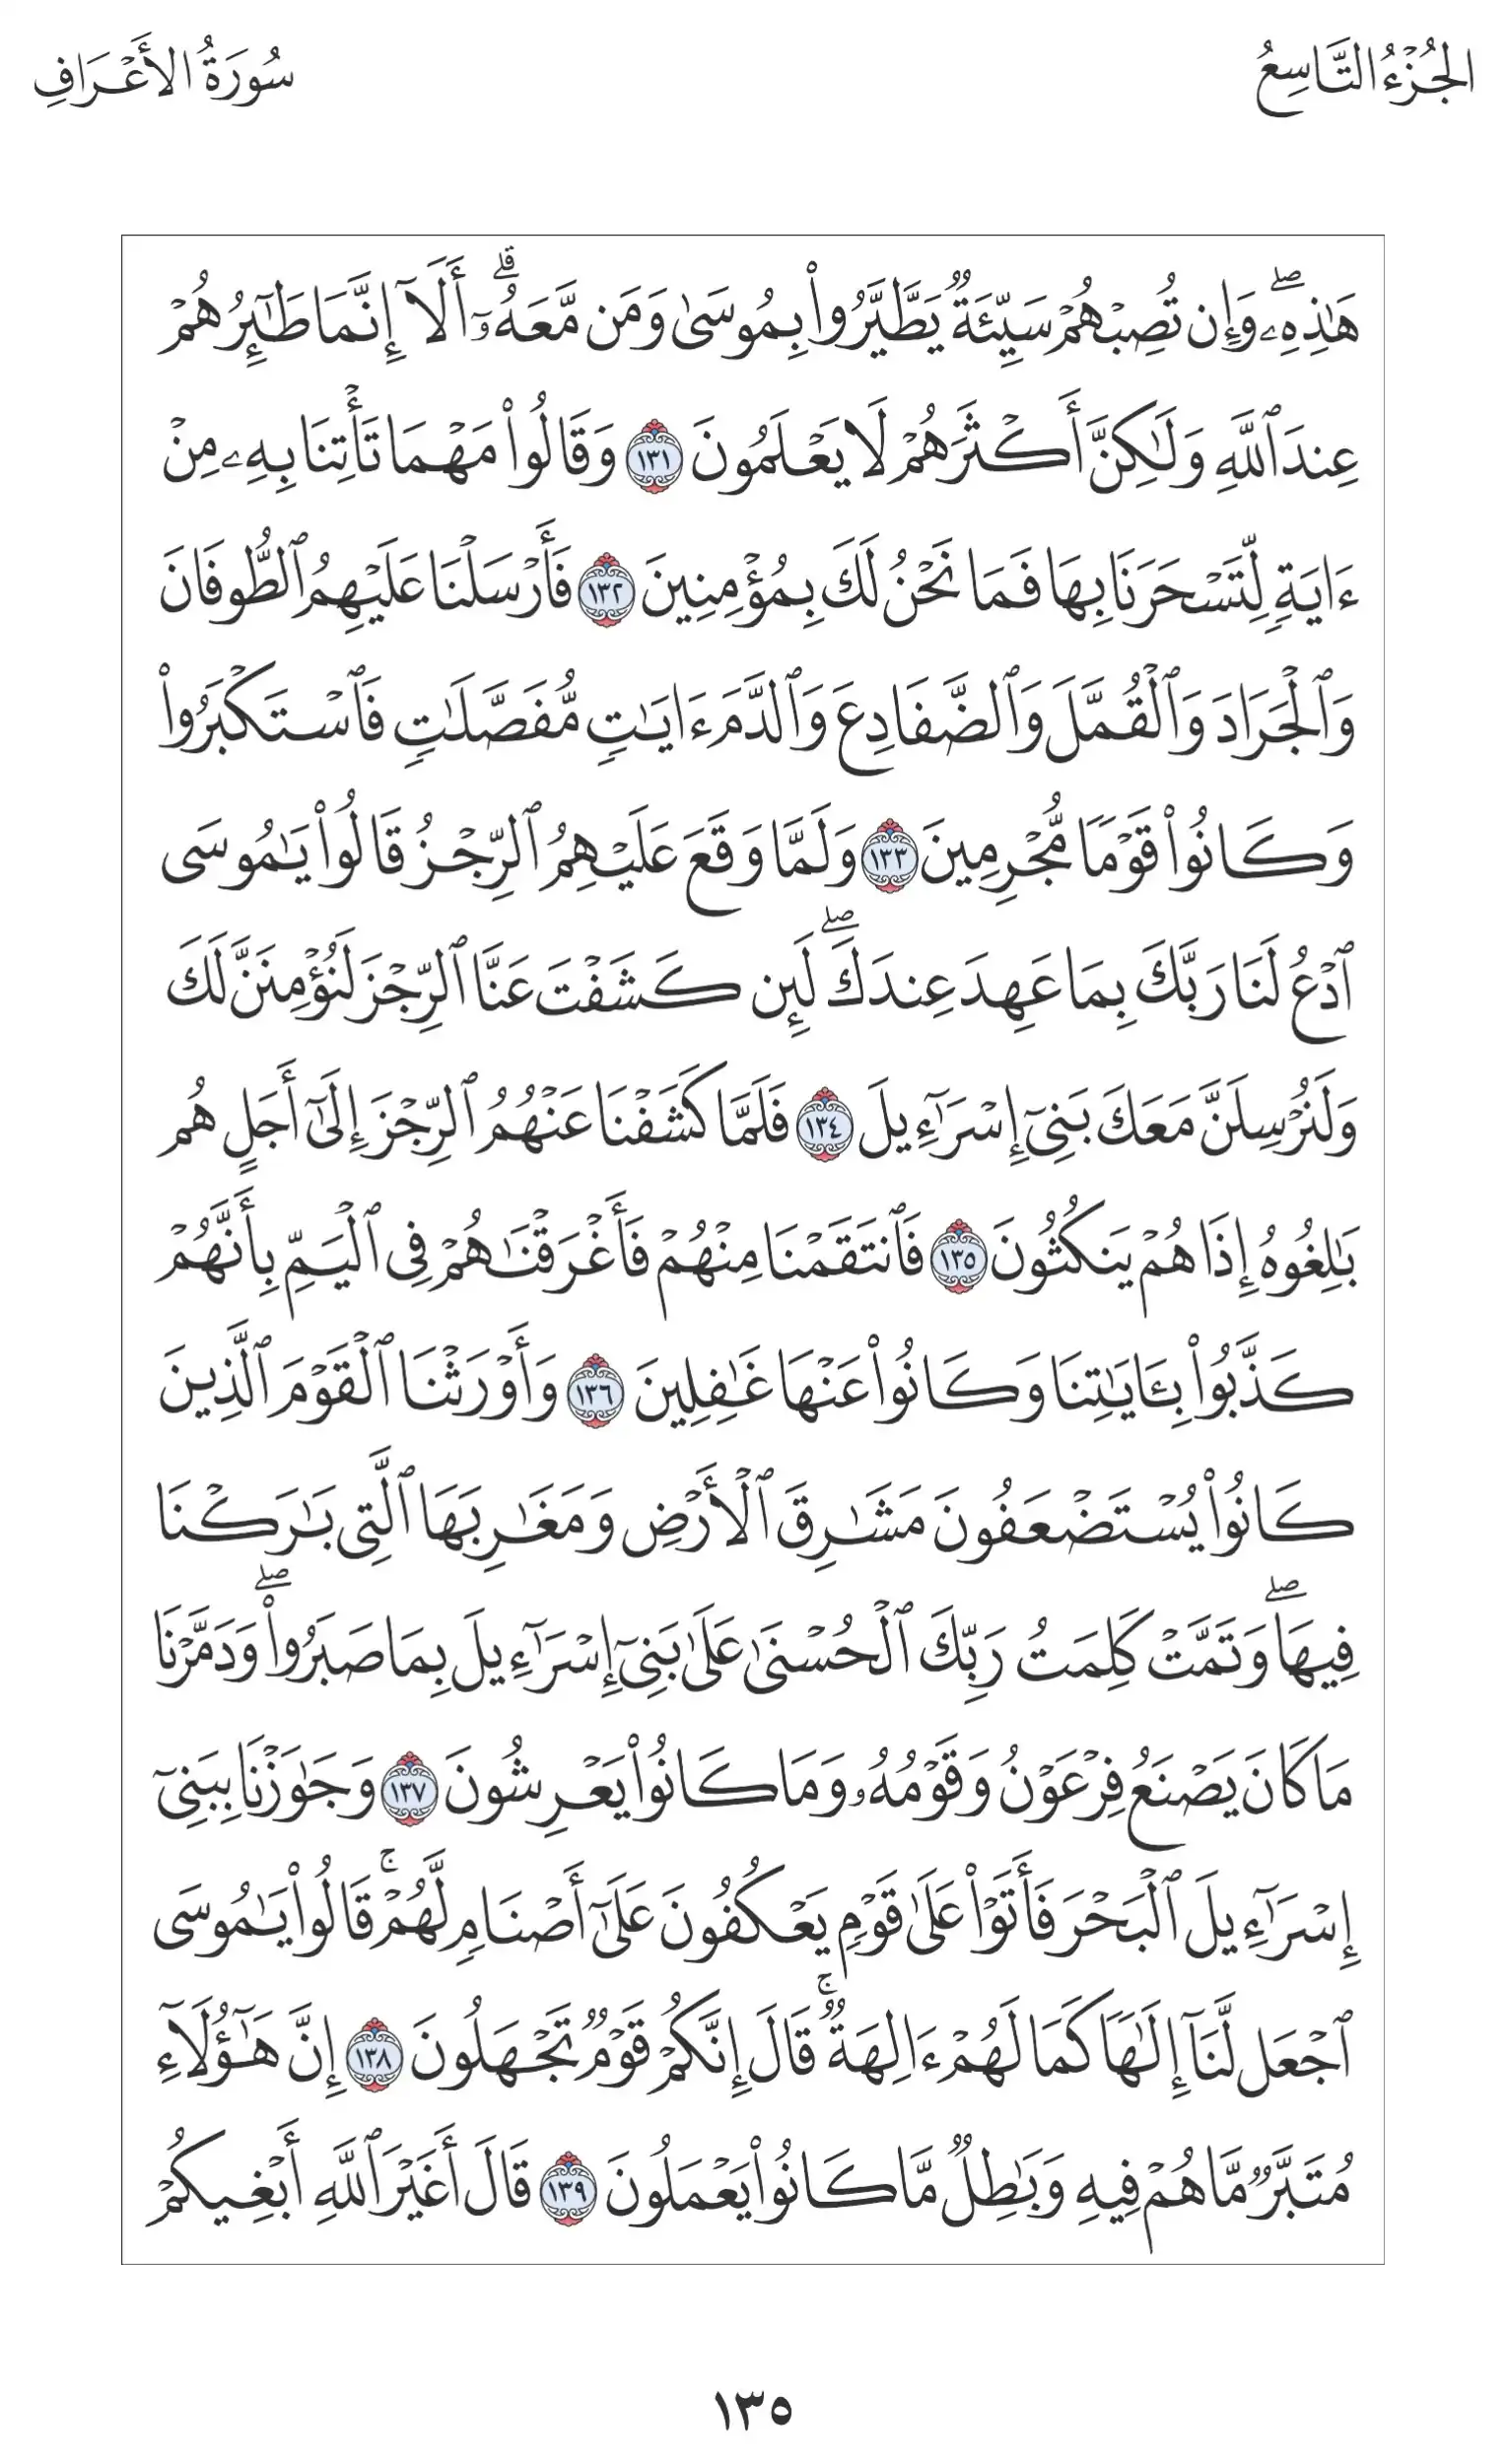 الجُزْءُ التَّاسِعُ
سُورَةُ الأَعْرَافِ
هَٰذِهِۦۖ وَإِن تُصِبْهُمْ سَيِّئَةٌ يَطَّيَّرُوا۟ بِمُوسَىٰ وَمَن مَّعَهُۥٓۗ أَلَآ إِنَّمَا طَٰٓئِرُهُمْ
عِندَ ٱللَّهِ وَلَٰكِنَّ أَكْثَرَهُمْ لَا يَعْلَمُونَ ١٣١ وَقَالُوا۟ مَهْمَا تَأْتِنَا بِهِۦ مِنْ
ءَايَةٍ لِّتَسْحَرَنَا بِهَا فَمَا نَحْنُ لَكَ بِمُؤْمِنِينَ ١٣٢ فَأَرْسَلْنَا عَلَيْهِمُ ٱلطُّوفَانَ
وَٱلْجَرَادَ وَٱلْقُمَّلَ وَٱلضَّفَادِعَ وَٱلدَّمَ ءَايَٰتٍ مُّفَصَّلَٰتٍ فَٱسْتَكْبَرُوا۟
وَكَانُوا۟ قَوْمًا مُّجْرِمِينَ ١٣٣ وَلَمَّا وَقَعَ عَلَيْهِمُ ٱلرِّجْزُ قَالُوا۟ يَٰمُوسَى
ٱدْعُ لَنَا رَبَّكَ بِمَا عَهِدَ عِندَكَۖ لَئِن كَشَفْتَ عَنَّا ٱلرِّجْزَ لَنُؤْمِنَنَّ لَكَ
وَلَنُرْسِلَنَّ مَعَكَ بَنِىٓ إِسْرَٰٓءِيلَ ١٣٤ فَلَمَّا كَشَفْنَا عَنْهُمُ ٱلرِّجْزَ إِلَىٰٓ أَجَلٍ هُم
بَٰلِغُوهُ إِذَا هُمْ يَنكُثُونَ ١٣٥ فَٱنتَقَمْنَا مِنْهُمْ فَأَغْرَقْنَٰهُمْ فِى ٱلْيَمِّ بِأَنَّهُمْ
كَذَّبُوا۟ بِـَٔايَٰتِنَا وَكَانُوا۟ عَنْهَا غَٰفِلِينَ ١٣٦ وَأَوْرَثْنَا ٱلْقَوْمَ ٱلَّذِينَ
كَانُوا۟ يُسْتَضْعَفُونَ مَشَٰرِقَ ٱلْأَرْضِ وَمَغَٰرِبَهَا ٱلَّتِى بَٰرَكْنَا
فِيهَاۖ وَتَمَّتْ كَلِمَتُ رَبِّكَ ٱلْحُسْنَىٰ عَلَىٰ بَنِىٓ إِسْرَٰٓءِيلَ بِمَا صَبَرُوا۟ۖ وَدَمَّرْنَا
مَا كَانَ يَصْنَعُ فِرْعَوْنُ وَقَوْمُهُۥ وَمَا كَانُوا۟ يَعْرِشُونَ ١٣٧ وَجَٰوَزْنَا بِبَنِىٓ
إِسْرَٰٓءِيلَ ٱلْبَحْرَ فَأَتَوْا۟ عَلَىٰ قَوْمٍ يَعْكُفُونَ عَلَىٰٓ أَصْنَامٍ لَّهُمْۚ قَالُوا۟ يَٰمُوسَى
ٱجْعَل لَّنَآ إِلَٰهًا كَمَا لَهُمْ ءَالِهَةٌۚ قَالَ إِنَّكُمْ قَوْمٌ تَجْهَلُونَ ١٣٨ إِنَّ هَٰٓؤُلَآءِ
مُتَبَّرٌ مَّا هُمْ فِيهِ وَبَٰطِلٌ مَّا كَانُوا۟ يَعْمَلُونَ ١٣٩ قَالَ أَغَيْرَ ٱللَّهِ أَبْغِيكُمْ
١٣٥